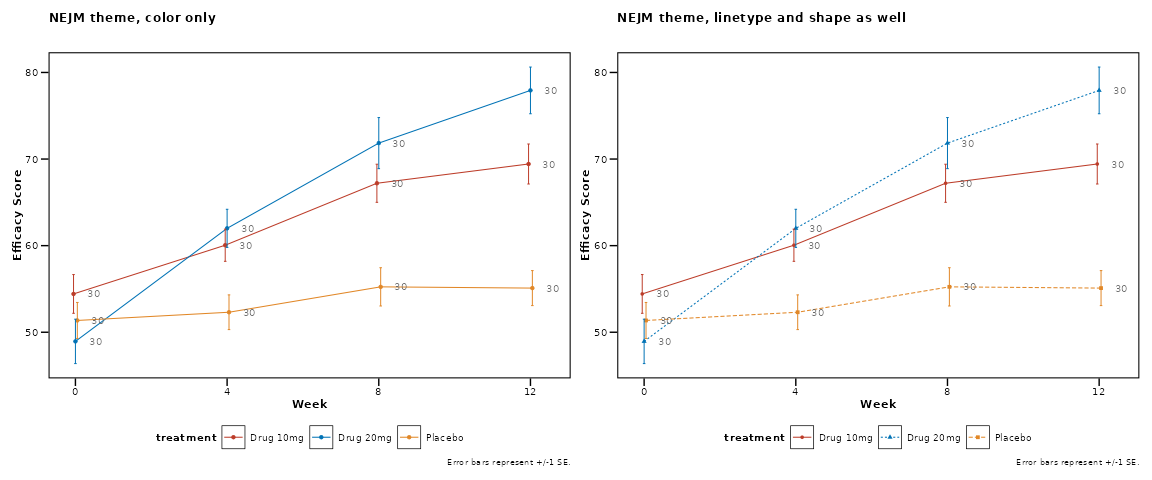 NEJM theme, color only
80
70
60
50
Efficacy Score
30
30
30
30
30
30
30
30
30
30
30
30
0 4 8 12
Week
treatment Drug 10mg Drug 20mg Placebo
Error bars represent +/-1 SE.
NEJM theme, linetype and shape as well
80
70
60
50
Efficacy Score
30
30
30
30
30
30
30
30
30
30
30
30
0 4 8 12
Week
treatment Drug 10mg Drug 20mg Placebo
Error bars represent +/-1 SE.